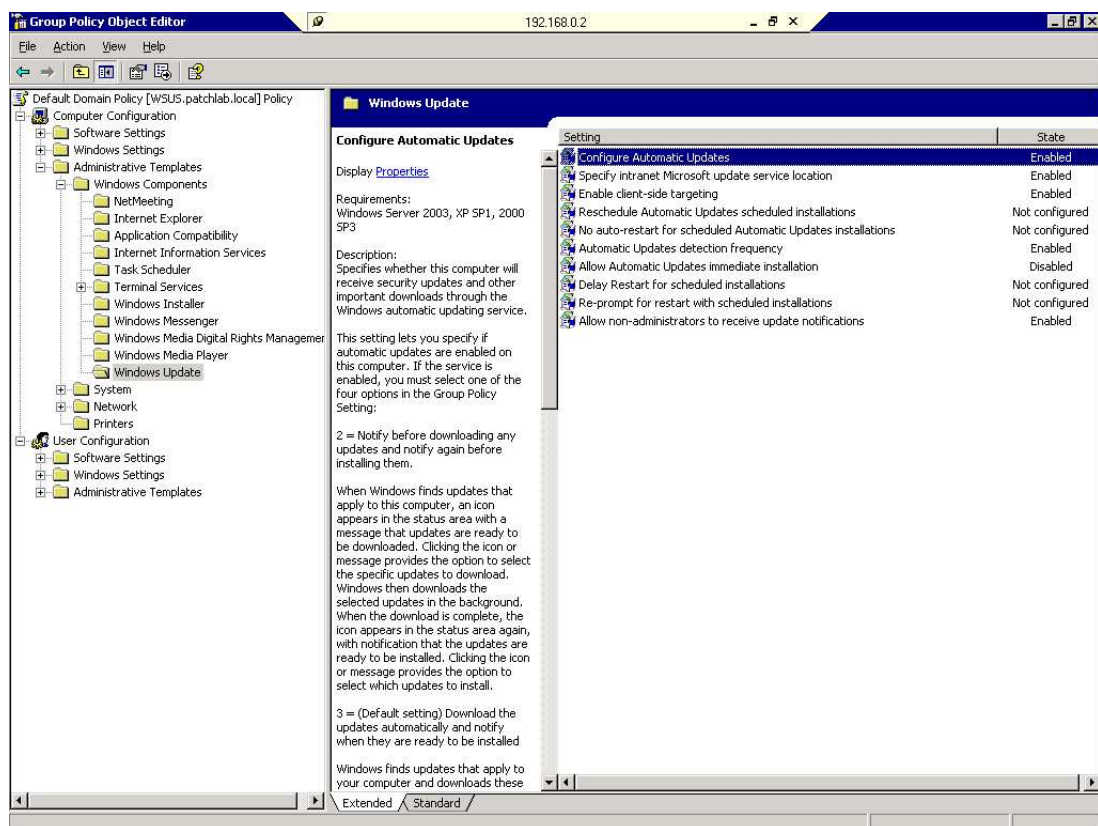 Group Policy Object Editor
192.168.0.2
File Action View Help
Default Domain Policy [WSUS.patchlab.local] Policy
Computer Configuration
Software Settings
Windows Settings
Administrative Templates
Windows Components
NetMeeting
Internet Explorer
Application Compatibility
Internet Information Services
Task Scheduler
Terminal Services
Windows Installer
Windows Messenger
Windows Media Digital Rights Managemer
Windows Media Player
Windows Update
System
Network
Printers
User Configuration
Software Settings
Windows Settings
Administrative Templates
Windows Update
Configure Automatic Updates
Display Properties
Requirements:
Windows Server 2003, XP SP1, 2000
SP3
Description:
Specifies whether this computer will
receive security updates and other
important downloads through the
Windows automatic updating service.
This setting lets you specify if
automatic updates are enabled on
this computer. If the service is
enabled, you must select one of the
four options in the Group Policy
Setting:
2 = Notify before downloading any
updates and notify again before
installing them.
When Windows finds updates that
apply to this computer, an icon
appears in the status area with a
message that updates are ready to
be downloaded. Clicking the icon or
message provides the option to select
the specific updates to download.
Windows then downloads the
selected updates in the background.
When the download is complete, the
icon appears in the status area again,
with notification that the updates are
ready to be installed. Clicking the icon
or message provides the option to
select which updates to install.
3 = (Default setting) Download the
updates automatically and notify
when they are ready to be installed
Windows finds updates that apply to
your computer and downloads these
Setting State
Configure Automatic Updates Enabled
Specify intranet Microsoft update service location Enabled
Enable client-side targeting Enabled
Reschedule Automatic Updates scheduled installations Not configured
No auto-restart for scheduled Automatic Updates installations Not configured
Automatic Updates detection frequency Enabled
Allow Automatic Updates immediate installation Disabled
Delay Restart for scheduled installations Not configured
Re-prompt for restart with scheduled installations Not configured
Allow non-administrators to receive update notifications Enabled
Extended Standard